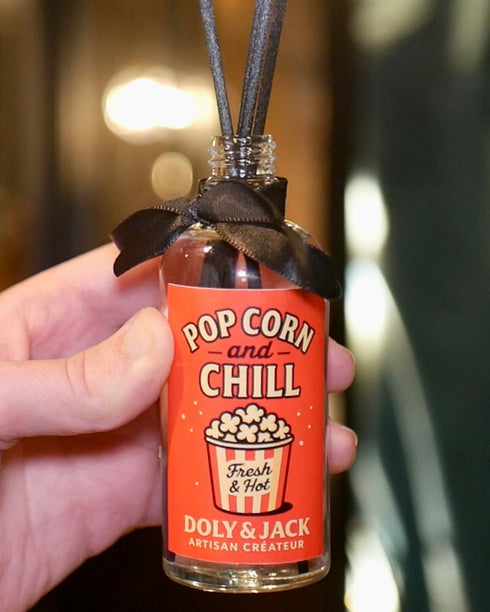 POP CORN
and
CHILL
Fresh
& Hot
DOLY & JACK
ARTISAN CRÉATEUR